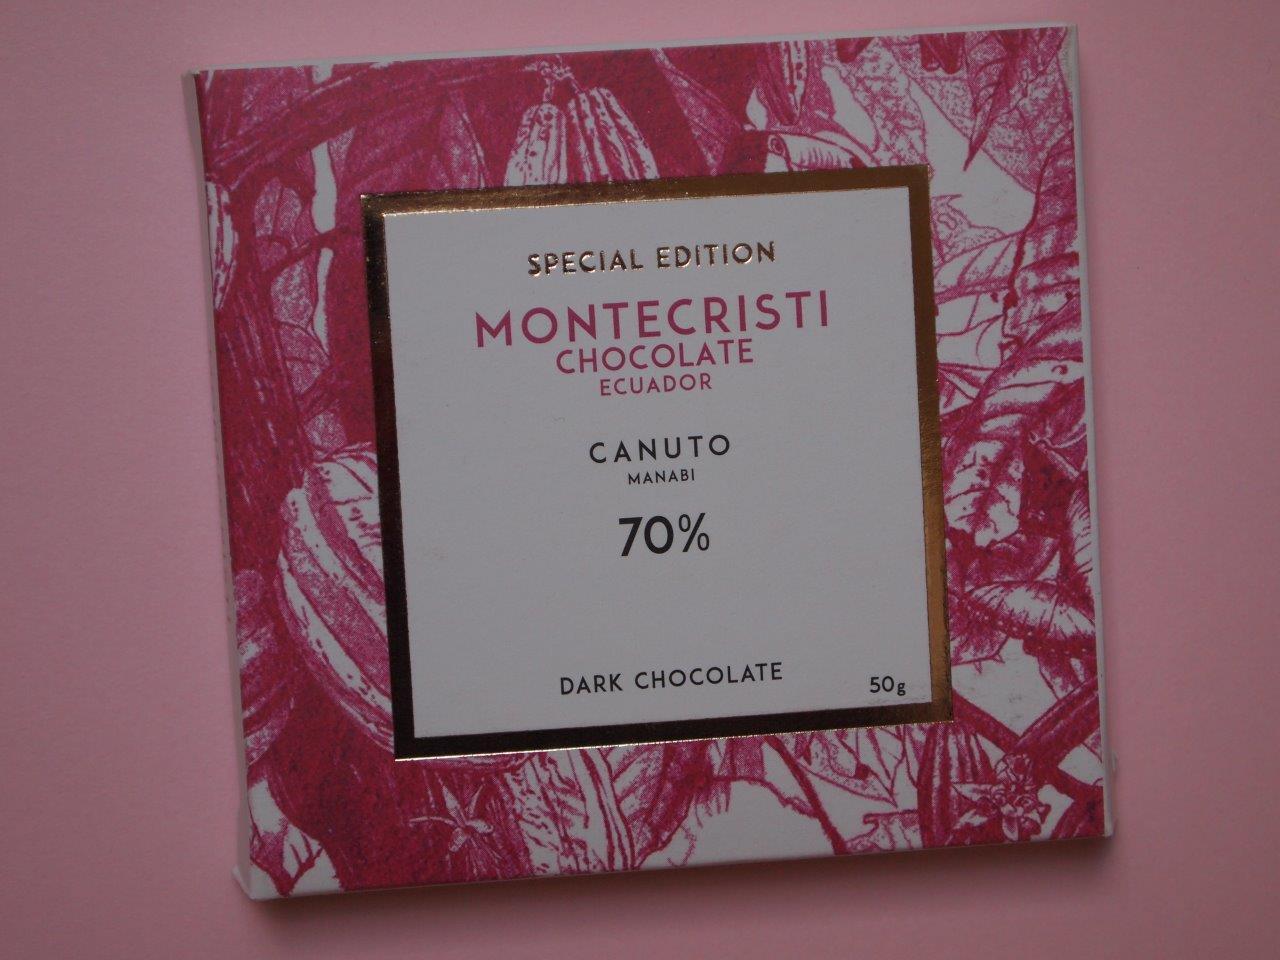 SPECIAL EDITION
MONTECRISTI
CHOCOLATE
ECUADOR
CANUTO
MANABI
70%
DARK CHOCOLATE
50g